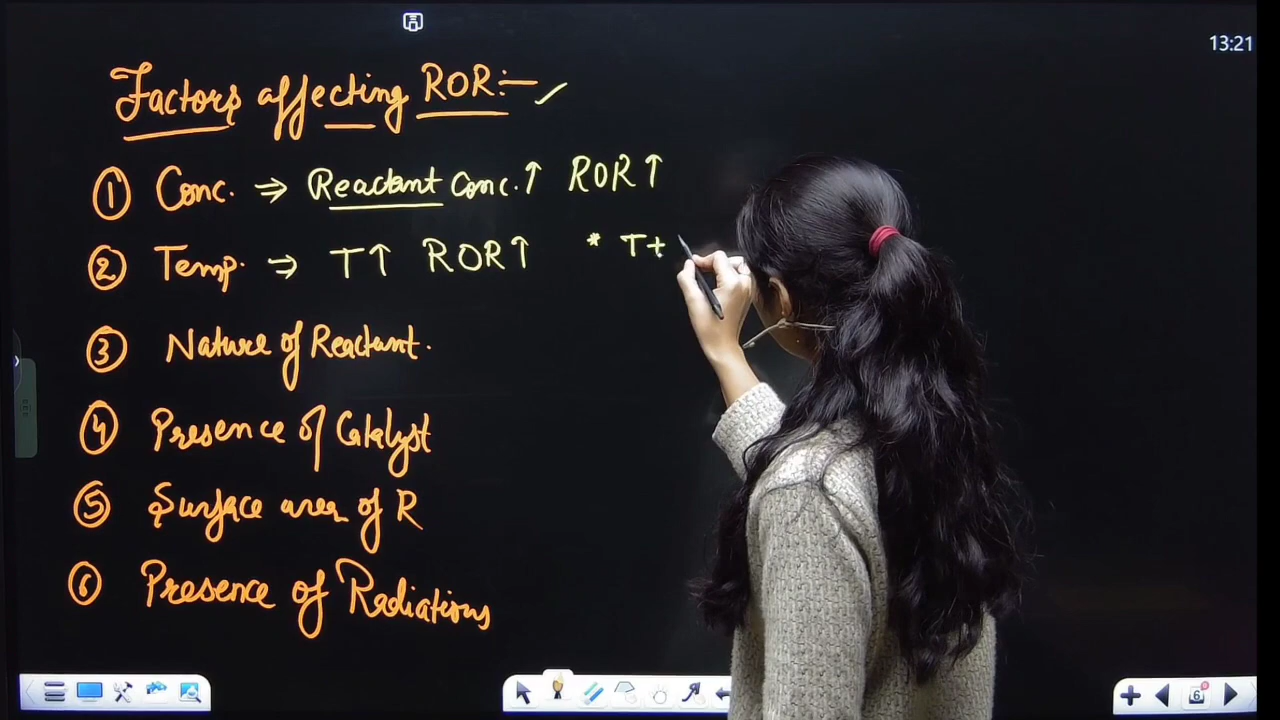 13:21
Factors affecting ROR:-
① Conc. ⇒ Reactant Conc. ↑ ROR ↑
② Temp. ⇒ T↑ ROR↑ * T+
③ Nature of Reactant.
④ Presence of Catalyst
⑤ Surface area of R
⑥ Presence of Radiations
6